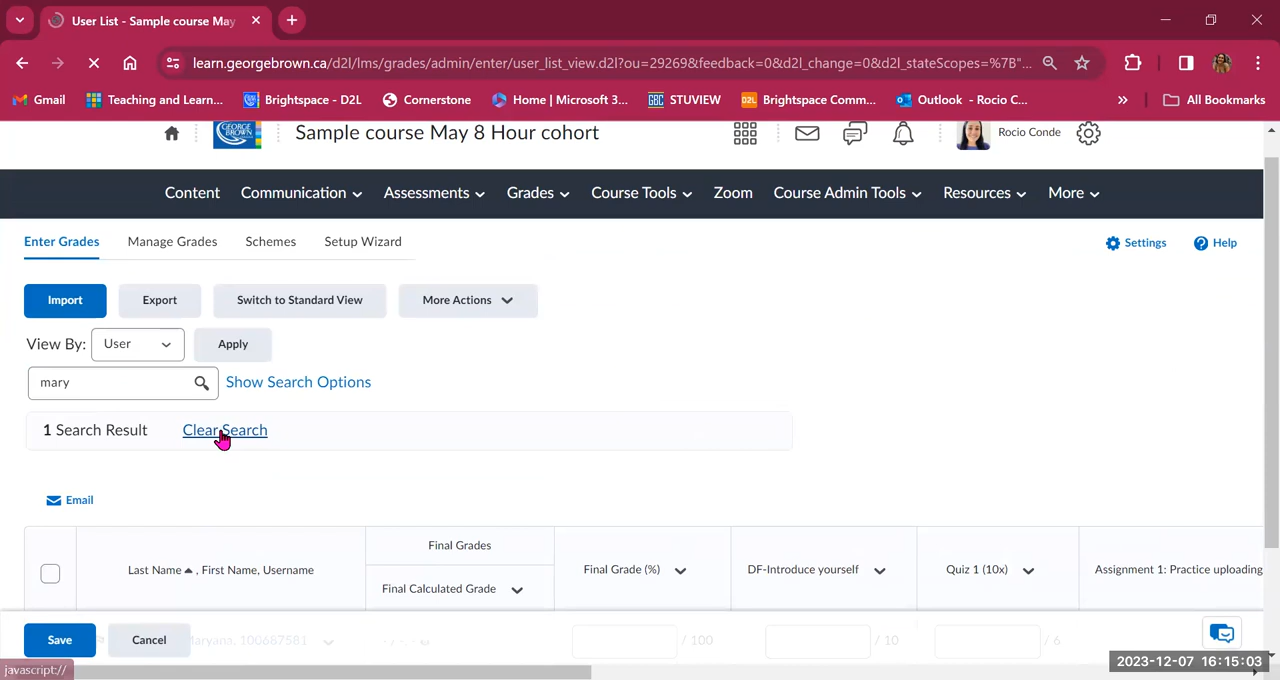 User List - Sample course May
learn.georgebrown.ca/d2l/lms/grades/admin/enter/user_list_view.d2l?ou=29269&feedback=0&d2l_change=0&d2l_stateScopes=%7B"...
Gmail
Teaching and Learn...
Brightspace - D2L
Cornerstone
Home | Microsoft 3...
GBC STUVIEW
D2L Brightspace Comm...
Outlook - Rocio C...
All Bookmarks
GEORGE BROWN
Sample course May 8 Hour cohort
Rocio Conde
Content
Communication
Assessments
Grades
Course Tools
Zoom
Course Admin Tools
Resources
More
Enter Grades
Manage Grades
Schemes
Setup Wizard
Settings
Help
Import
Export
Switch to Standard View
More Actions
View By: User
Apply
mary
Show Search Options
1 Search Result
Clear Search
Email
Last Name, First Name, Username
Final Grades
Final Calculated Grade
Final Grade (%)
DF-Introduce yourself
Quiz 1 (10x)
Assignment 1: Practice uploading
Save
Cancel
Maryana, 100687581
/ 100
/ 10
/ 6
javascript://
2023-12-07 16:15:03